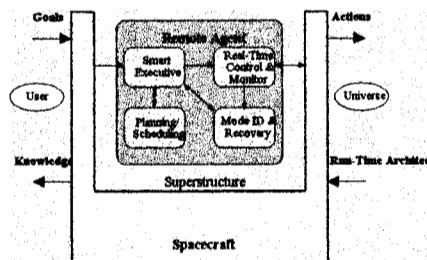 Goals
Actions
Remote Agent
Smart
Executive
Real-Time
Control &
Monitor
User
Universe
Planning/
Scheduling
Mode ID &
Recovery
Knowledge
Run-Time Architect
Superstructure
Spacecraft